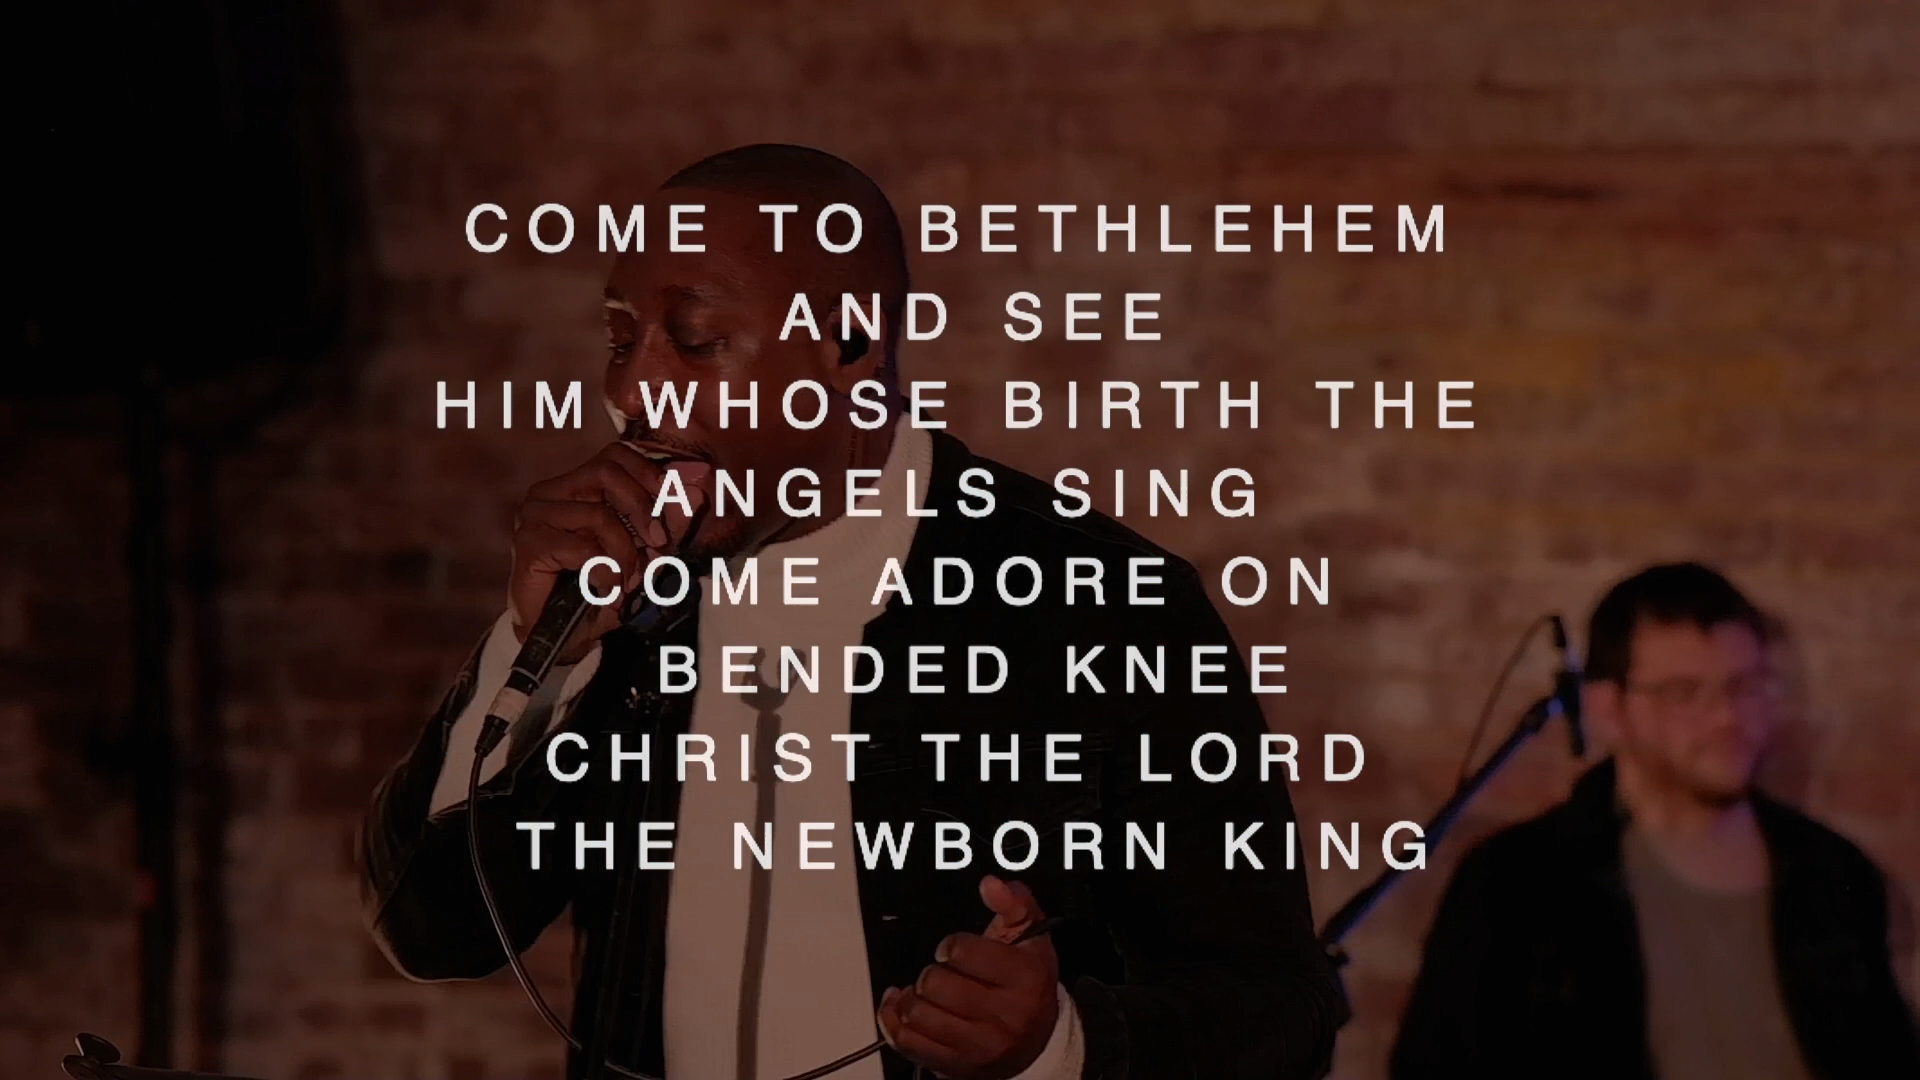 COME TO BETHLEHEM
AND SEE
HIM WHOSE BIRTH THE
ANGELS SING
COME ADORE ON
BENDED KNEE
CHRIST THE LORD
THE NEWBORN KING